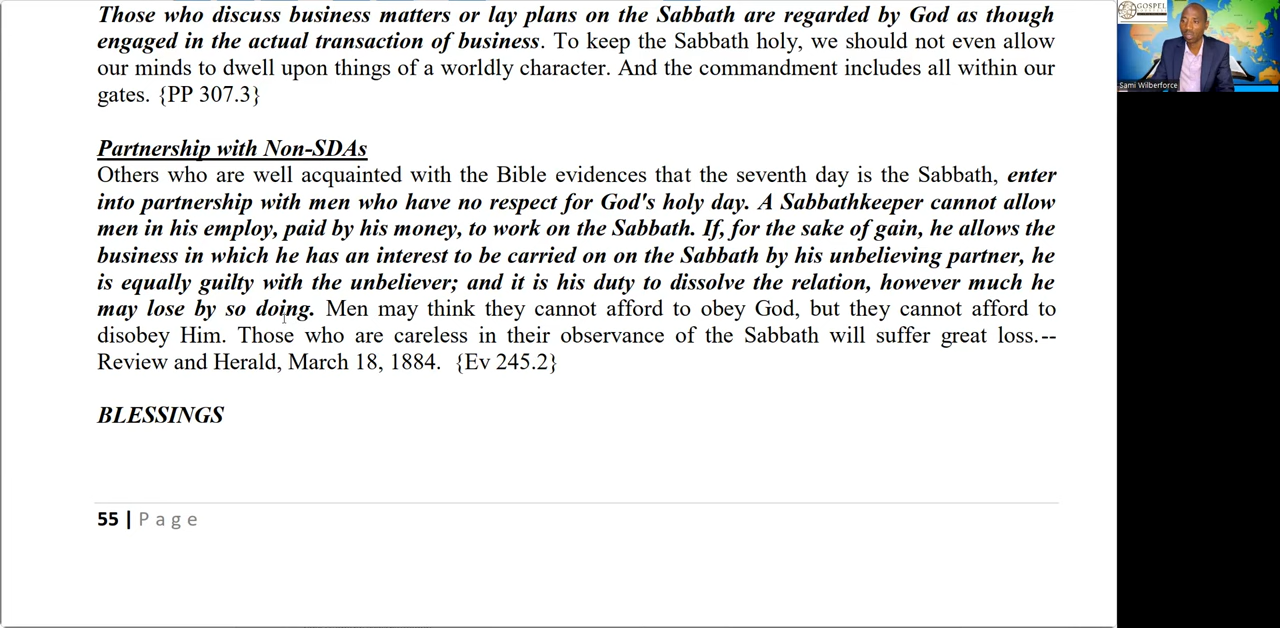 Those who discuss business matters or lay plans on the Sabbath are regarded by God as though
engaged in the actual transaction of business. To keep the Sabbath holy, we should not even allow
our minds to dwell upon things of a worldly character. And the commandment includes all within our
gates. {PP 307.3}
Partnership with Non-SDAs
Others who are well acquainted with the Bible evidences that the seventh day is the Sabbath, enter
into partnership with men who have no respect for God's holy day. A Sabbathkeeper cannot allow
men in his employ, paid by his money, to work on the Sabbath. If, for the sake of gain, he allows the
business in which he has an interest to be carried on on the Sabbath by his unbelieving partner, he
is equally guilty with the unbeliever; and it is his duty to dissolve the relation, however much he
may lose by so doing. Men may think they cannot afford to obey God, but they cannot afford to
disobey Him. Those who are careless in their observance of the Sabbath will suffer great loss.--
Review and Herald, March 18, 1884. {Ev 245.2}
BLESSINGS
55 | Page
GOSPEL
Sami Wilberforce